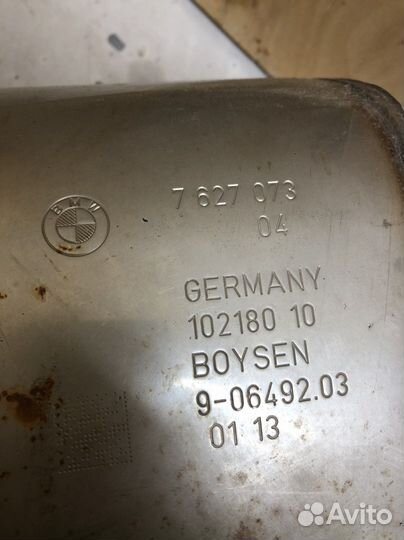 BMW
7 627 073
04
GERMANY
102180 10
BOYSEN
9-06492.03
01 13
Avito